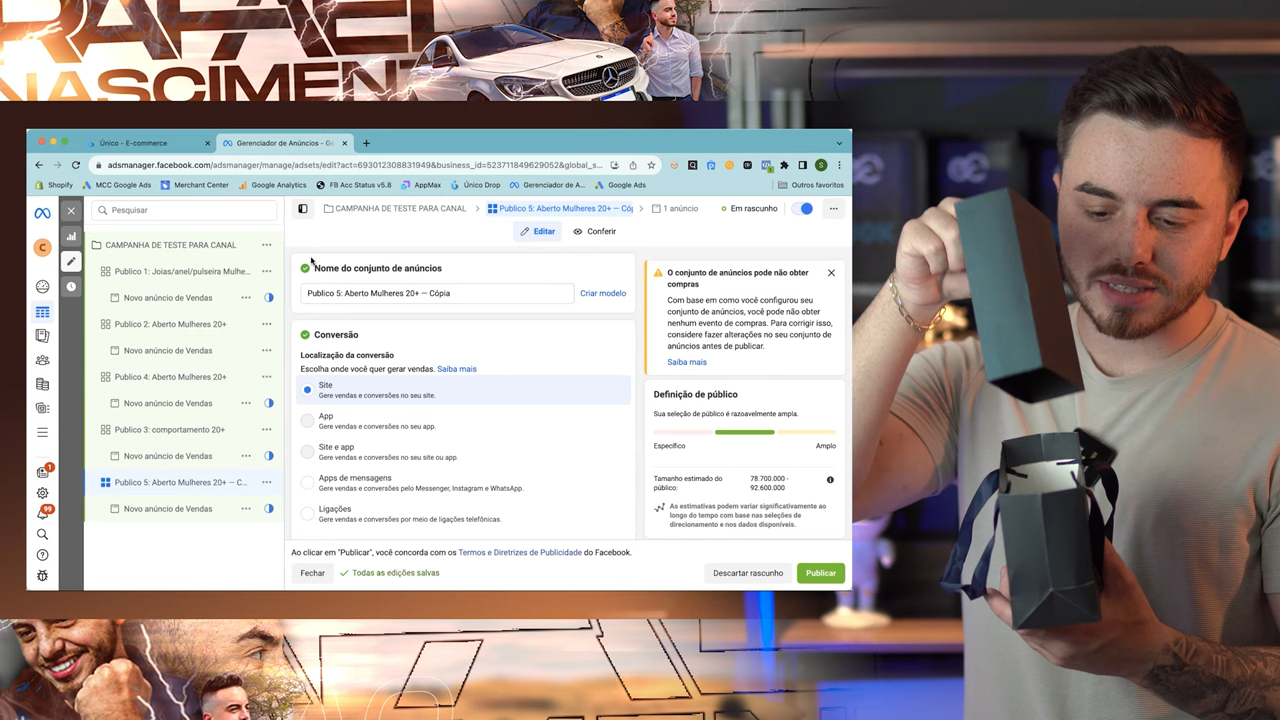 RAFAEL
NASCIMEN
Único - E-commerce
Gerenciador de Anúncios - Ge
adsmanager.facebook.com/adsmanager/manage/adsets/edit?act=693012308831949&business_id=523711849629052&global_s...
Shopify
MCC Google Ads
Merchant Center
Google Analytics
FB Acc Status v5.8
AppMax
Único Drop
Gerenciador de A...
Google Ads
Outros favoritos
S
Pesquisar
CAMPANHA DE TESTE PARA CANAL
Publico 5: Aberto Mulheres 20+ — Cóp
1 anúncio
Em rascunho
Editar
Conferir
C
1
99
CAMPANHA DE TESTE PARA CANAL
Publico 1: Joias/anel/pulseira Mulhe...
Novo anúncio de Vendas
Publico 2: Aberto Mulheres 20+
Novo anúncio de Vendas
Publico 4: Aberto Mulheres 20+
Novo anúncio de Vendas
Publico 3: comportamento 20+
Novo anúncio de Vendas
Publico 5: Aberto Mulheres 20+ — C...
Novo anúncio de Vendas
Nome do conjunto de anúncios
Publico 5: Aberto Mulheres 20+ — Cópia
Criar modelo
Conversão
Localização da conversão
Escolha onde você quer gerar vendas. Saiba mais
Site
Gere vendas e conversões no seu site.
App
Gere vendas e conversões no seu app.
Site e app
Gere vendas e conversões no seu site ou app.
Apps de mensagens
Gere vendas e conversões pelo Messenger, Instagram e WhatsApp.
Ligações
Gere vendas e conversões por meio de ligações telefônicas.
O conjunto de anúncios pode não obter
compras
Com base em como você configurou seu
conjunto de anúncios, você pode não obter
nenhum evento de compras. Para corrigir isso,
considere fazer alterações no seu conjunto de
anúncios antes de publicar.
Saiba mais
Definição de público
Sua seleção de público é razoavelmente ampla.
Específico
Amplo
Tamanho estimado do
público:
78.700.000 -
92.600.000
As estimativas podem variar significativamente ao
longo do tempo com base nas seleções de
direcionamento e nos dados disponíveis.
Ao clicar em "Publicar", você concorda com os Termos e Diretrizes de Publicidade do Facebook.
Fechar
Todas as edições salvas
Descartar rascunho
Publicar